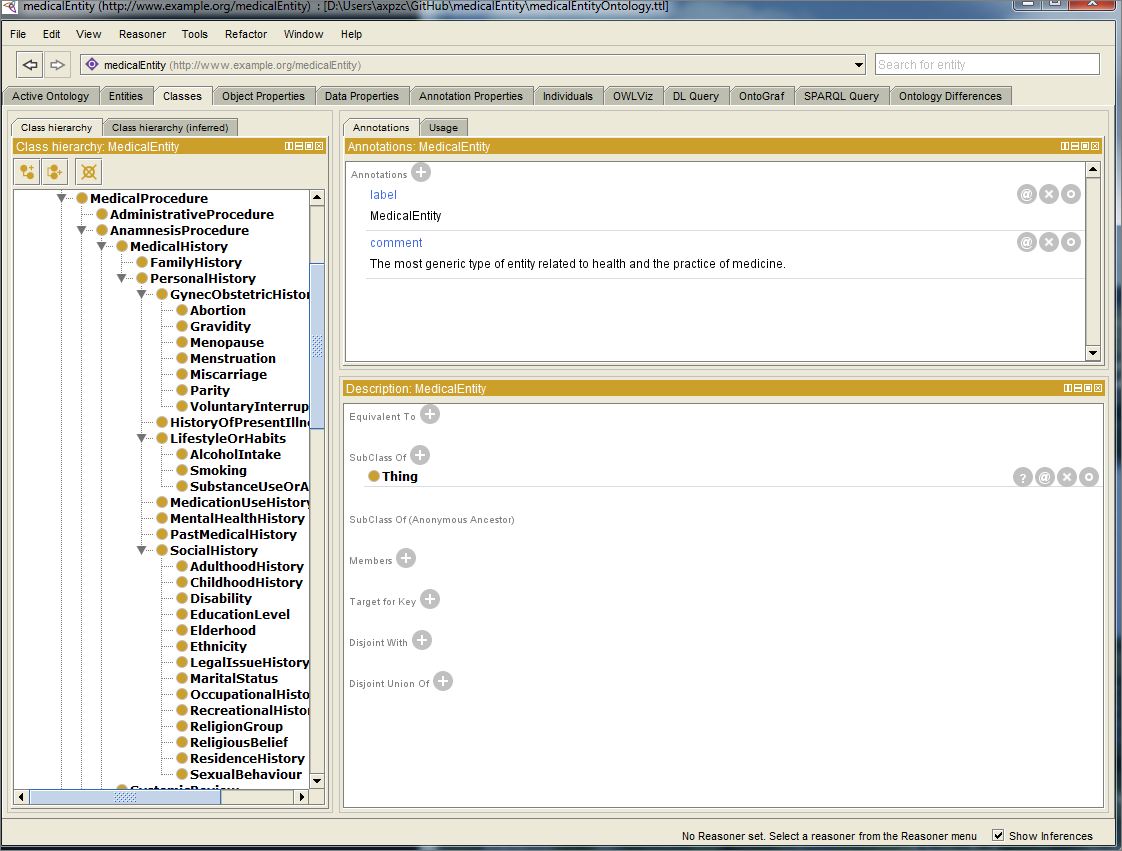 medicalEntity (http://www.example.org/medicalEntity) : [D:\Users\axpzc\GitHub\medicalEntity\medicalEntityOntology.ttl]
File Edit View Reasoner Tools Refactor Window Help
medicalEntity (http://www.example.org/medicalEntity)
Search for entity
Active Ontology Entities Classes Object Properties Data Properties Annotation Properties Individuals OWLViz DL Query OntoGraf SPARQL Query Ontology Differences
Class hierarchy Class hierarchy (inferred)
Class hierarchy: MedicalEntity
MedicalProcedure
AdministrativeProcedure
AnamnesisProcedure
MedicalHistory
FamilyHistory
PersonalHistory
GynecObstetricHistor
Abortion
Gravidity
Menopause
Menstruation
Miscarriage
Parity
VoluntaryInterrup
HistoryOfPresentIllne
LifestyleOrHabits
AlcoholIntake
Smoking
SubstanceUseOrA
MedicationUseHistory
MentalHealthHistory
PastMedicalHistory
SocialHistory
AdulthoodHistory
ChildhoodHistory
Disability
EducationLevel
Elderhood
Ethnicity
LegalIssueHistory
MaritalStatus
OccupationalHisto
RecreationalHistor
ReligionGroup
ReligiousBelief
ResidenceHistory
SexualBehaviour
SystemicReview
Annotations Usage
Annotations: MedicalEntity
Annotations
label
MedicalEntity
comment
The most generic type of entity related to health and the practice of medicine.
Description: MedicalEntity
Equivalent To
SubClass Of
Thing
SubClass Of (Anonymous Ancestor)
Members
Target for Key
Disjoint With
Disjoint Union Of
No Reasoner set. Select a reasoner from the Reasoner menu Show Inferences